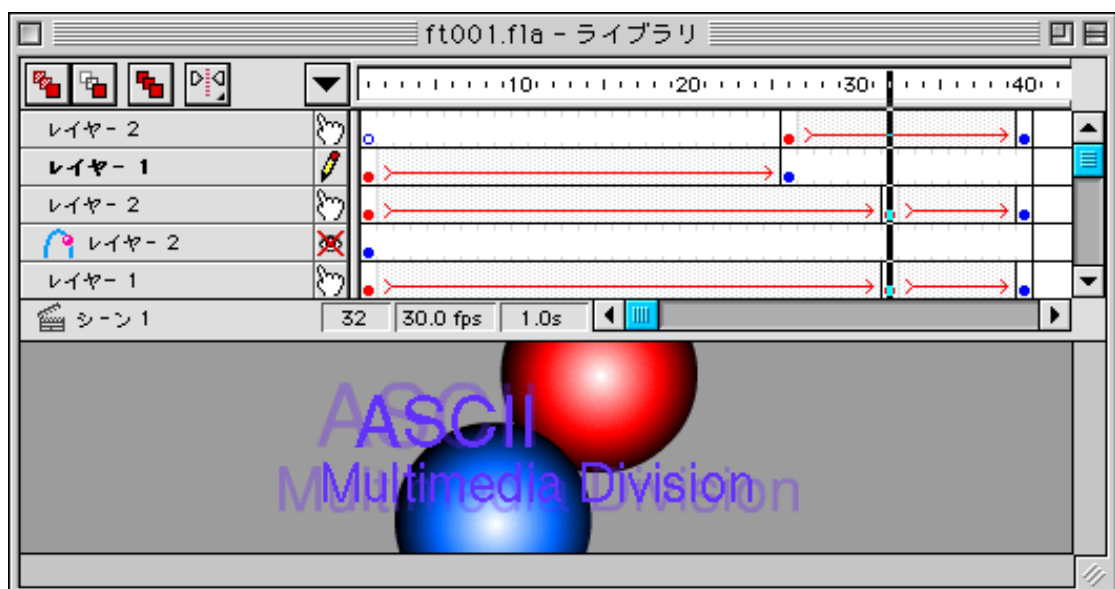 ft001.fla – ライブラリ
10 20 30 40
レイヤー 2
レイヤー 1
レイヤー 2
レイヤー 2
レイヤー 1
シーン 1 32 30.0 fps 1.0s
ASCII
Multimedia Division